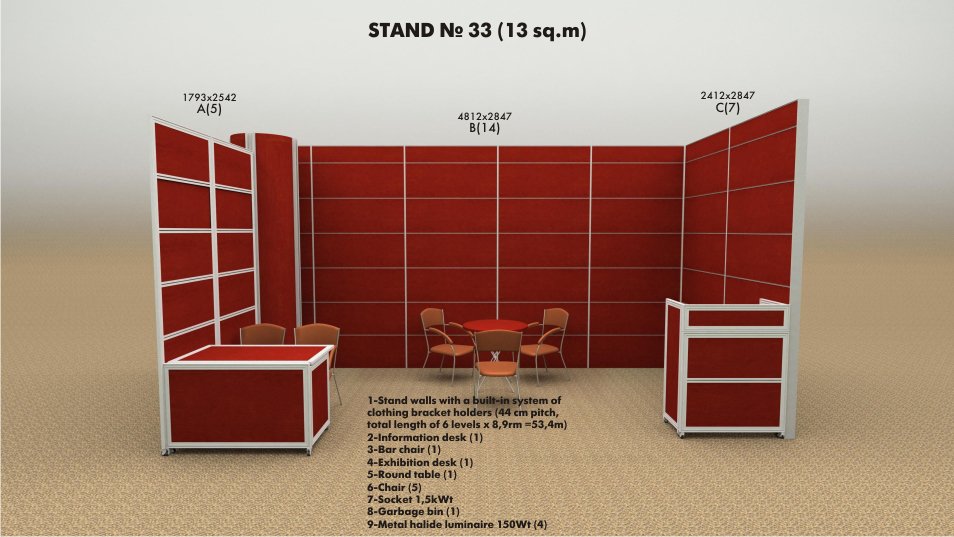 STAND № 33 (13 sq.m)
1793x2542
A(5)
4812x2847
B(14)
2412x2847
C(7)
1-Stand walls with a built-in system of
clothing bracket holders (44 cm pitch,
total length of 6 levels x 8,9rm =53,4m)
2-Information desk (1)
3-Bar chair (1)
4-Exhibition desk (1)
5-Round table (1)
6-Chair (5)
7-Socket 1,5kWt
8-Garbage bin (1)
9-Metal halide luminaire 150Wt (4)